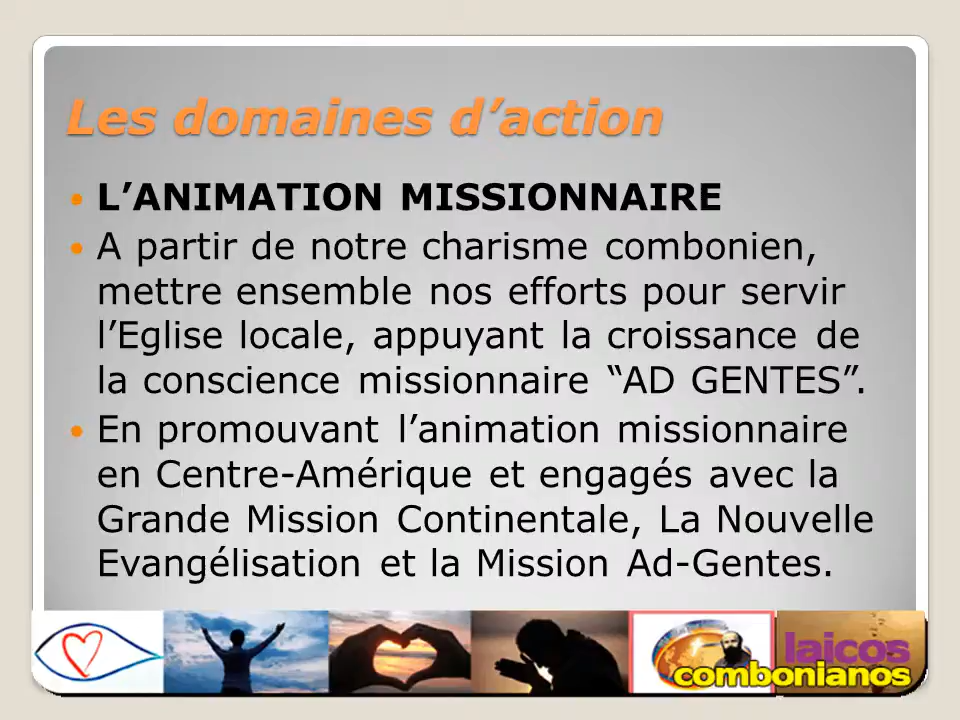 Les domaines d’action
L’ANIMATION MISSIONNAIRE
A partir de notre charisme combonien,
mettre ensemble nos efforts pour servir
l’Eglise locale, appuyant la croissance de
la conscience missionnaire “AD GENTES”.
En promouvant l’animation missionnaire
en Centre-Amérique et engagés avec la
Grande Mission Continentale, La Nouvelle
Evangélisation et la Mission Ad-Gentes.
laicos
combonianos